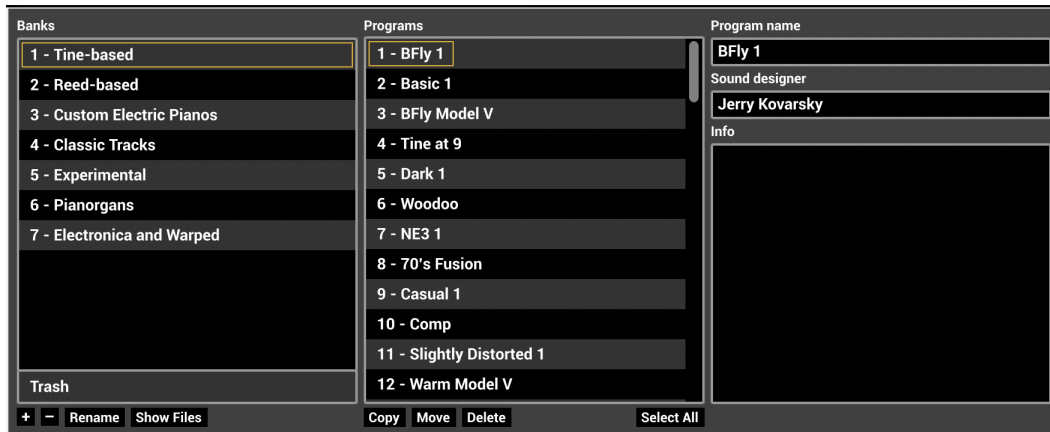 Banks
1 - Tine-based
2 - Reed-based
3 - Custom Electric Pianos
4 - Classic Tracks
5 - Experimental
6 - Pianorgans
7 - Electronica and Warped
Trash
+ − Rename Show Files
Programs
1 - BFly 1
2 - Basic 1
3 - BFly Model V
4 - Tine at 9
5 - Dark 1
6 - Woodoo
7 - NE3 1
8 - 70's Fusion
9 - Casual 1
10 - Comp
11 - Slightly Distorted 1
12 - Warm Model V
Copy Move Delete Select All
Program name
BFly 1
Sound designer
Jerry Kovarsky
Info